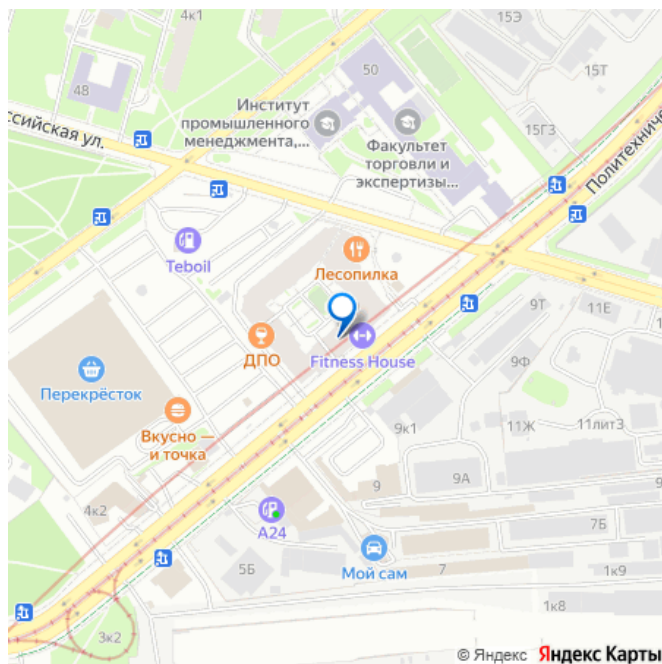 4к1
15Э
50
15Т
48
Институт
промышленного
менеджмента,...
Факультет
торговли и
экспертизы...
15Г3
ссийская ул.
Политехниче
Teboil
Лесопилка
ДПО
Fitness House
9Т
11Е
9Ф
Перекрёсток
Вкусно —
и точка
9к1
11Ж
11лит3
9А
9
4к2
А24
7Б
5Б
Мой сам
7
1к9
1к8
3к2
© Яндекс Яндекс Карты